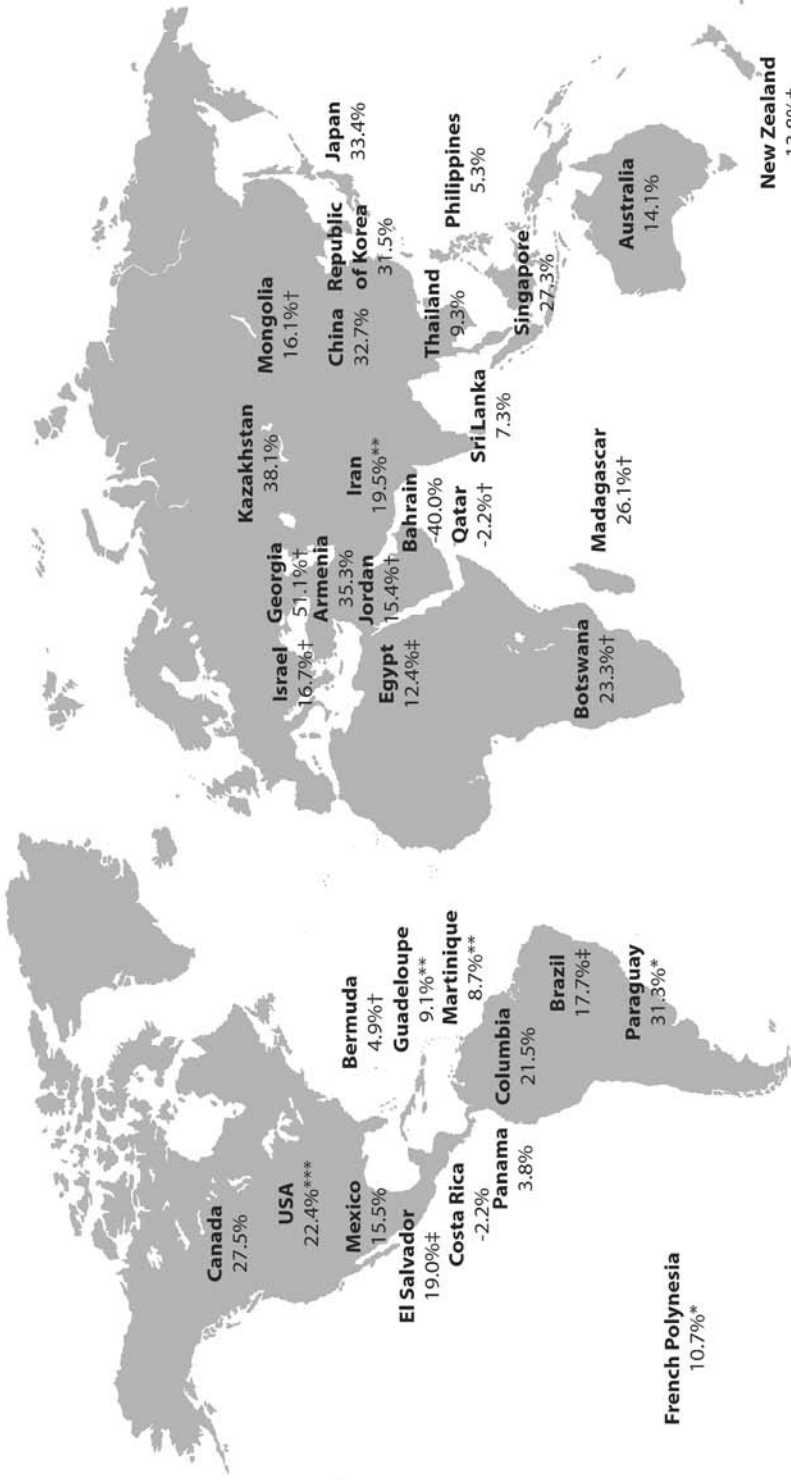 Canada
27.5%
USA
22.4%***
Mexico
15.5%
El Salvador
19.0%‡
Costa Rica
-2.2%
Panama
3.8%
Bermuda
4.9%†
Guadeloupe
9.1%**
Martinique
8.7%**
Columbia
21.5%
Brazil
17.7%‡
Paraguay
31.3%*
French Polynesia
10.7%*
Israel
16.7%†
Georgia
51.1%†
Armenia
35.3%
Jordan
15.4%†
Egypt
12.4%‡
Kazakhstan
38.1%
Iran
19.5%**
Bahrain
-40.0%
Qatar
-2.2%†
Botswana
23.3%†
Madagascar
26.1%†
Mongolia
16.1%†
China
32.7%
Republic
of Korea
31.5%
Japan
33.4%
Thailand
9.3%
Philippines
5.3%
Sri Lanka
7.3%
Singapore
27.3%
Australia
14.1%
New Zealand